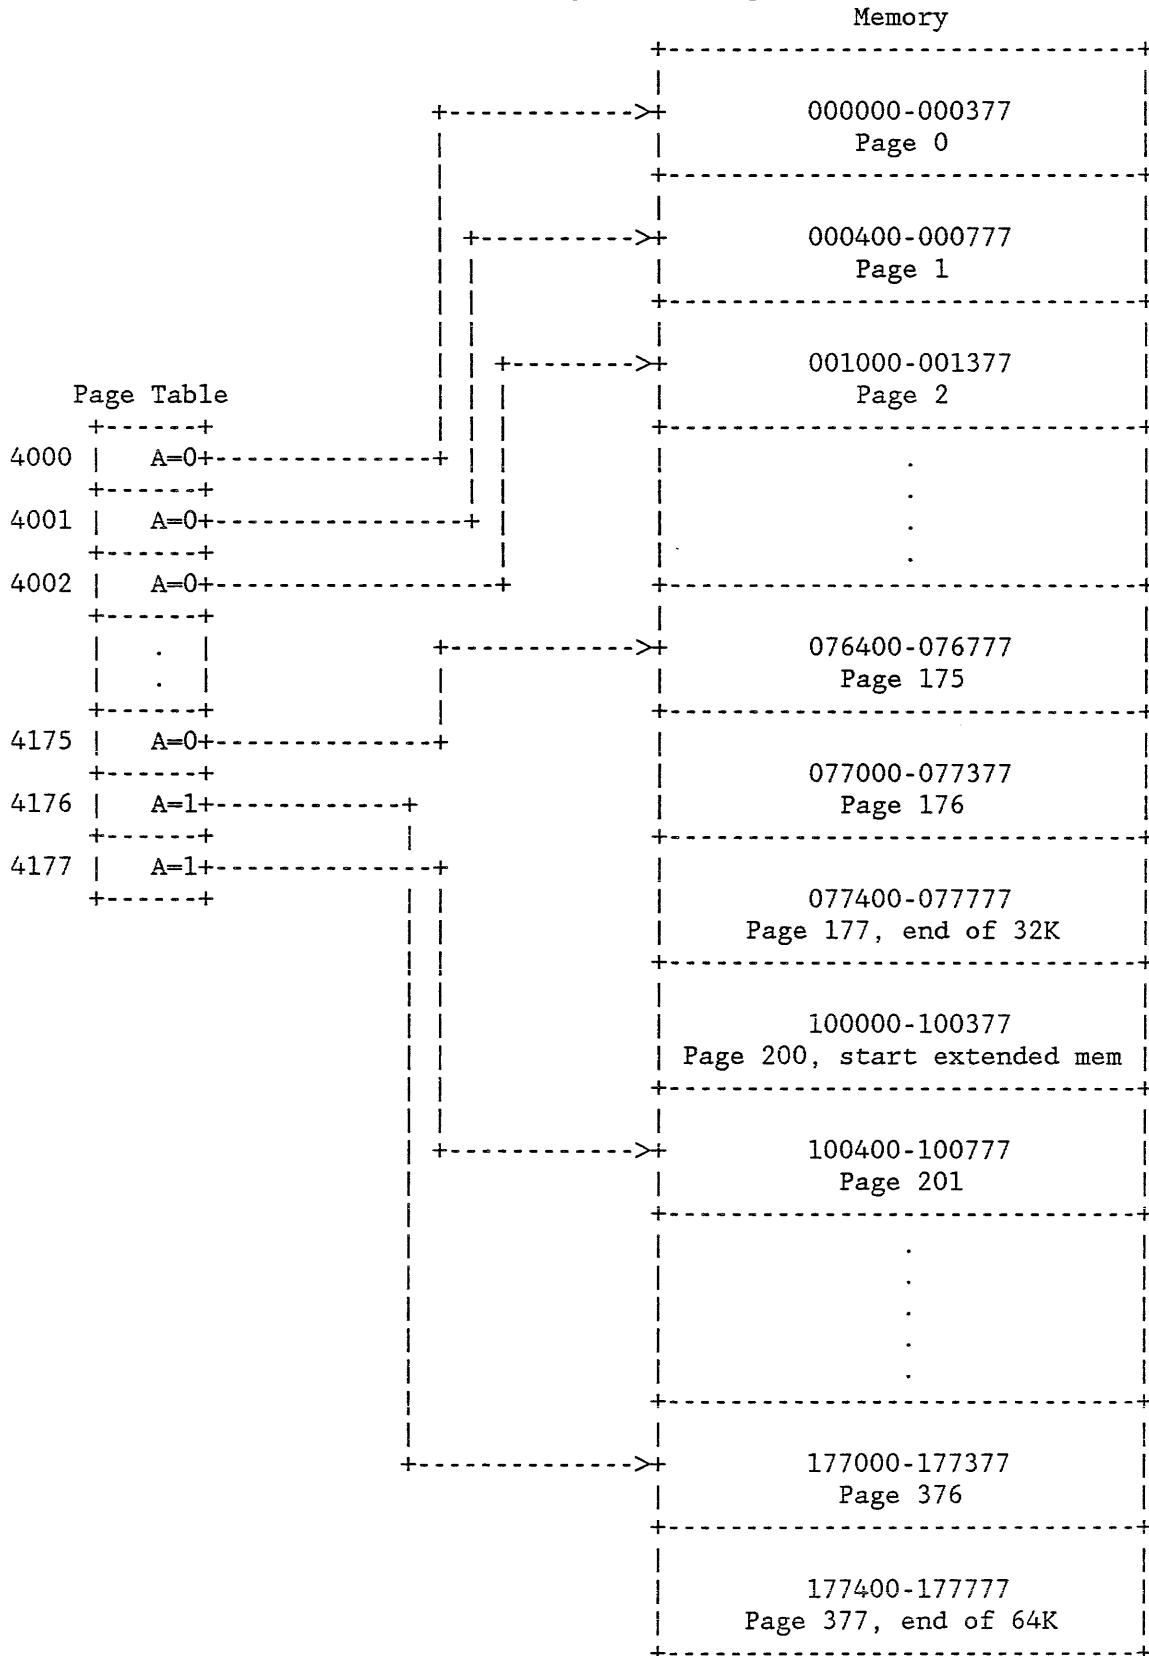 Memory
000000-000377
Page 0
000400-000777
Page 1
001000-001377
Page 2
Page Table
4000 A=0
4001 A=0
4002 A=0
.
.
.
.
076400-076777
Page 175
.
.
4175 A=0
077000-077377
Page 176
4176 A=1
4177 A=1
077400-077777
Page 177, end of 32K
100000-100377
Page 200, start extended mem
100400-100777
Page 201
.
.
.
.
.
177000-177377
Page 376
177400-177777
Page 377, end of 64K